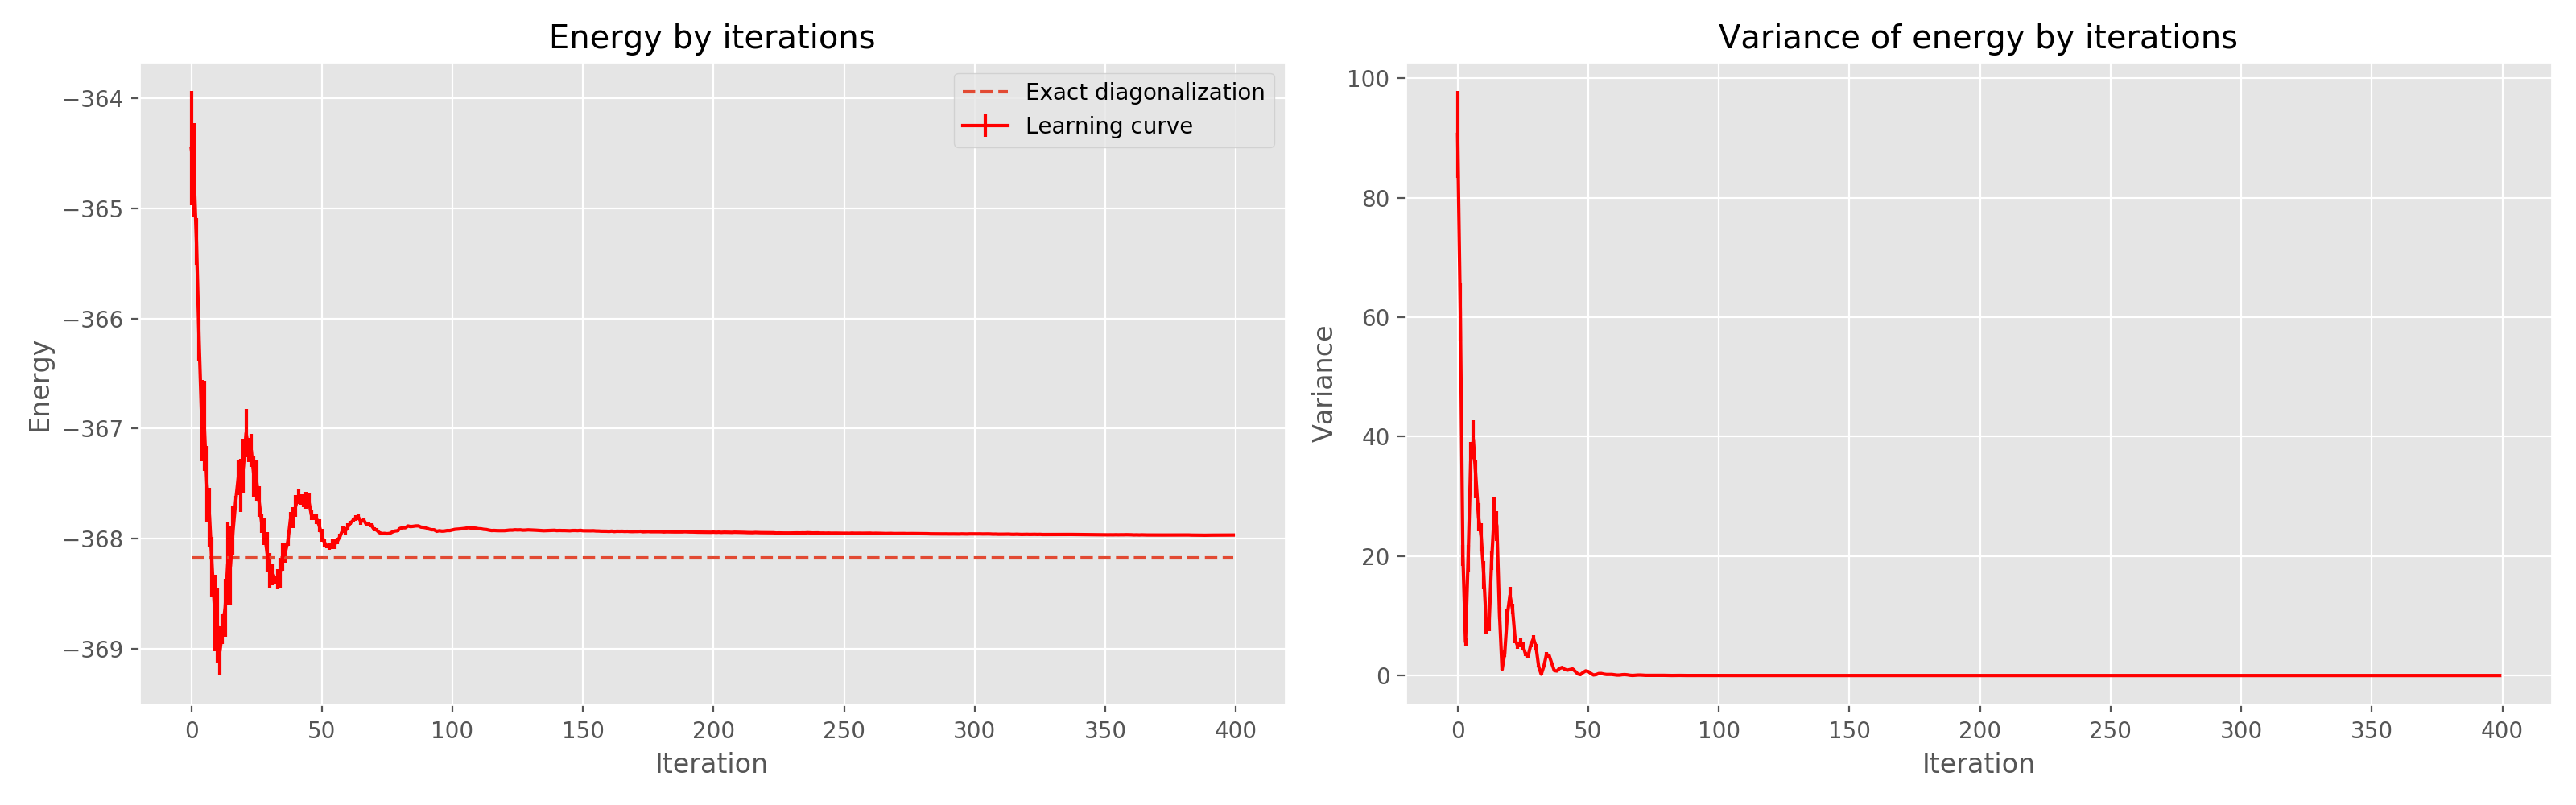 Energy by iterations
Exact diagonalization
Learning curve
−364
−365
−366
−367
−368
−369
Energy
0 50 100 150 200 250 300 350 400
Iteration
Variance of energy by iterations
100
80
60
40
20
0
Variance
0 50 100 150 200 250 300 350 400
Iteration